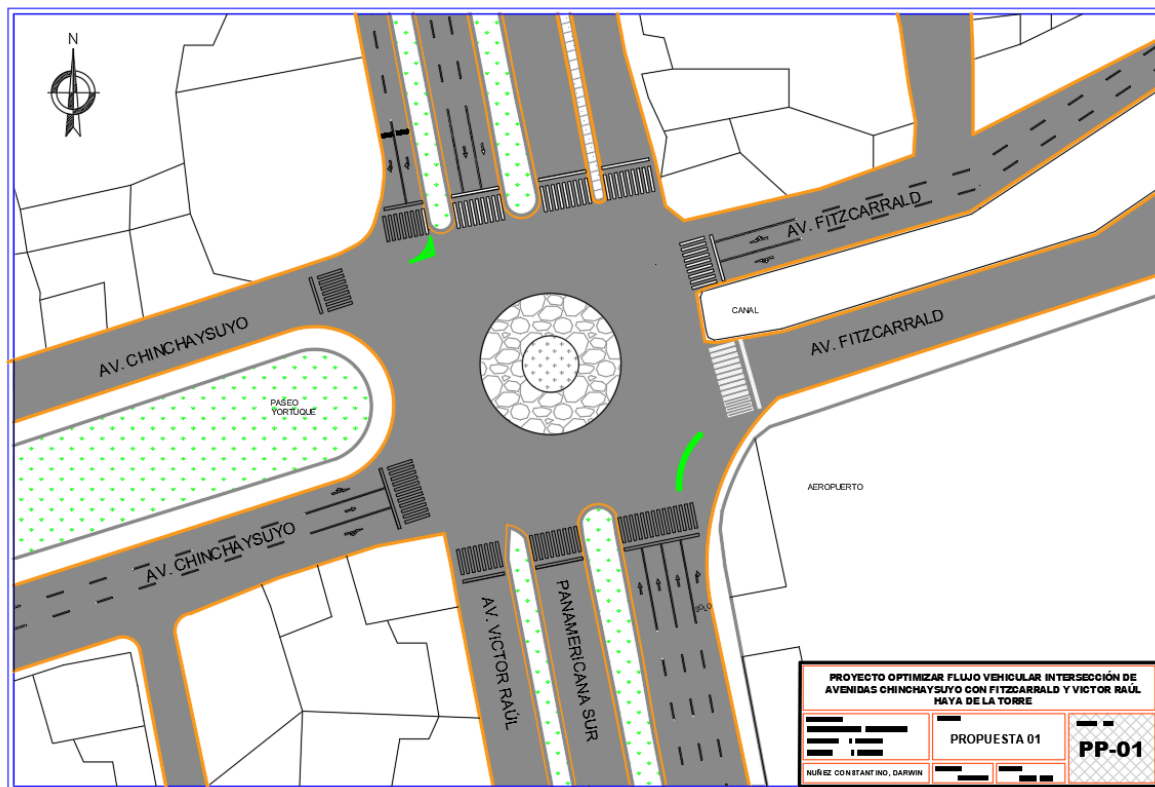 N
AV. FITZCARRALD
CANAL
AV. CHINCHAYSUYO
AV. FITZCARRALD
PASEO
YORTUQUE
AEROPUERTO
AV. CHINCHAYSUYO
AV. VICTOR RAÚL
PANAMERICANA SUR
SOLO
PROYECTO OPTIMIZAR FLUJO VEHICULAR INTERSECCIÓN DE
AVENIDAS CHINCHAYSUYO CON FITZCARRALD Y VICTOR RAÚL
HAYA DE LA TORRE
PROPUESTA 01
PP-01
NUÑEZ CONSTANTINO, DARWIN